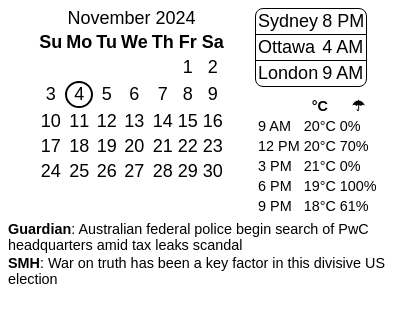 November 2024
Su Mo Tu We Th Fr Sa
1 2
3 4 5 6 7 8 9
10 11 12 13 14 15 16
17 18 19 20 21 22 23
24 25 26 27 28 29 30
Sydney 8 PM
Ottawa 4 AM
London 9 AM
°C ☂
9 AM 20°C 0%
12 PM 20°C 70%
3 PM 21°C 0%
6 PM 19°C 100%
9 PM 18°C 61%
Guardian: Australian federal police begin search of PwC
headquarters amid tax leaks scandal
SMH: War on truth has been a key factor in this divisive US
election